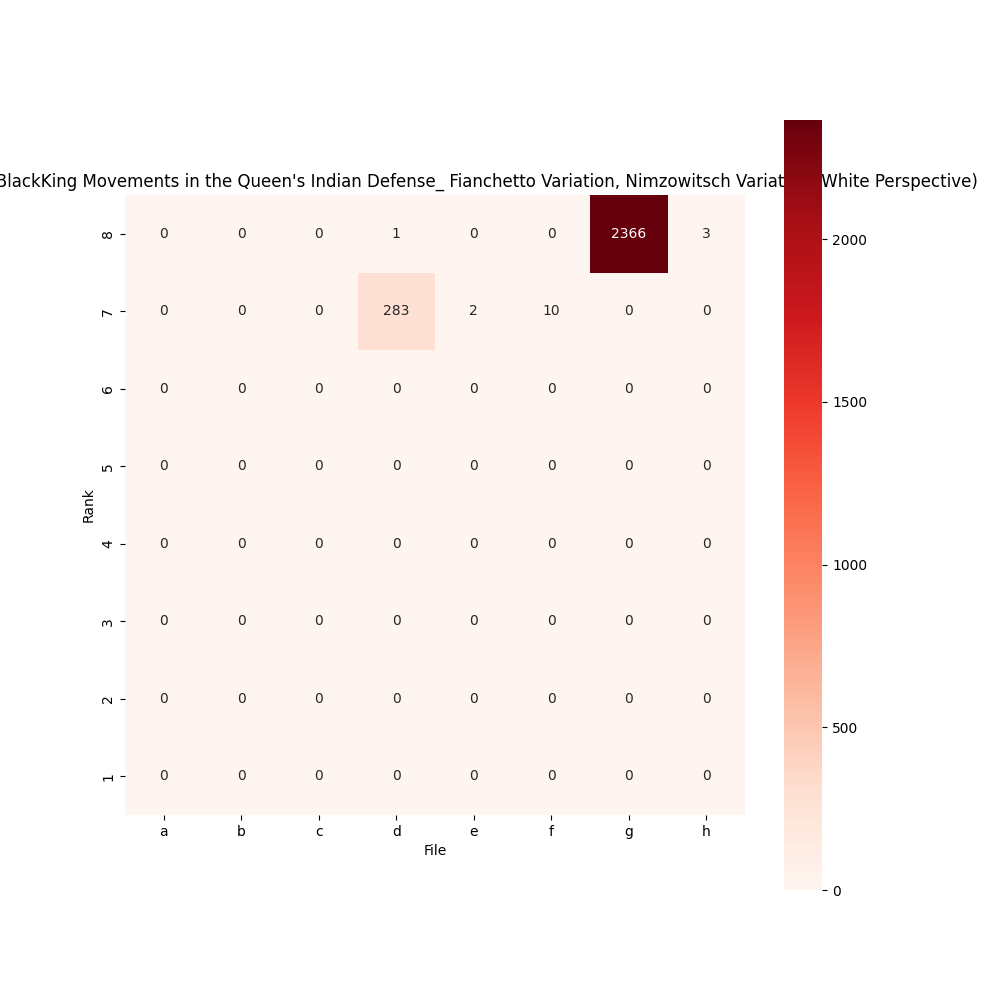 BlackKing Movements in the Queen's Indian Defense_ Fianchetto Variation, Nimzowitsch White Perspective)
8 0 0 0 1 0 0 2366 3
7 0 0 0 283 2 10 0 0
6 0 0 0 0 0 0 0 0
5 0 0 0 0 0 0 0 0
4 0 0 0 0 0 0 0 0
3 0 0 0 0 0 0 0 0
2 0 0 0 0 0 0 0 0
1 0 0 0 0 0 0 0 0
a b c d e f g h
File
Rank
2000
1500
1000
500
0